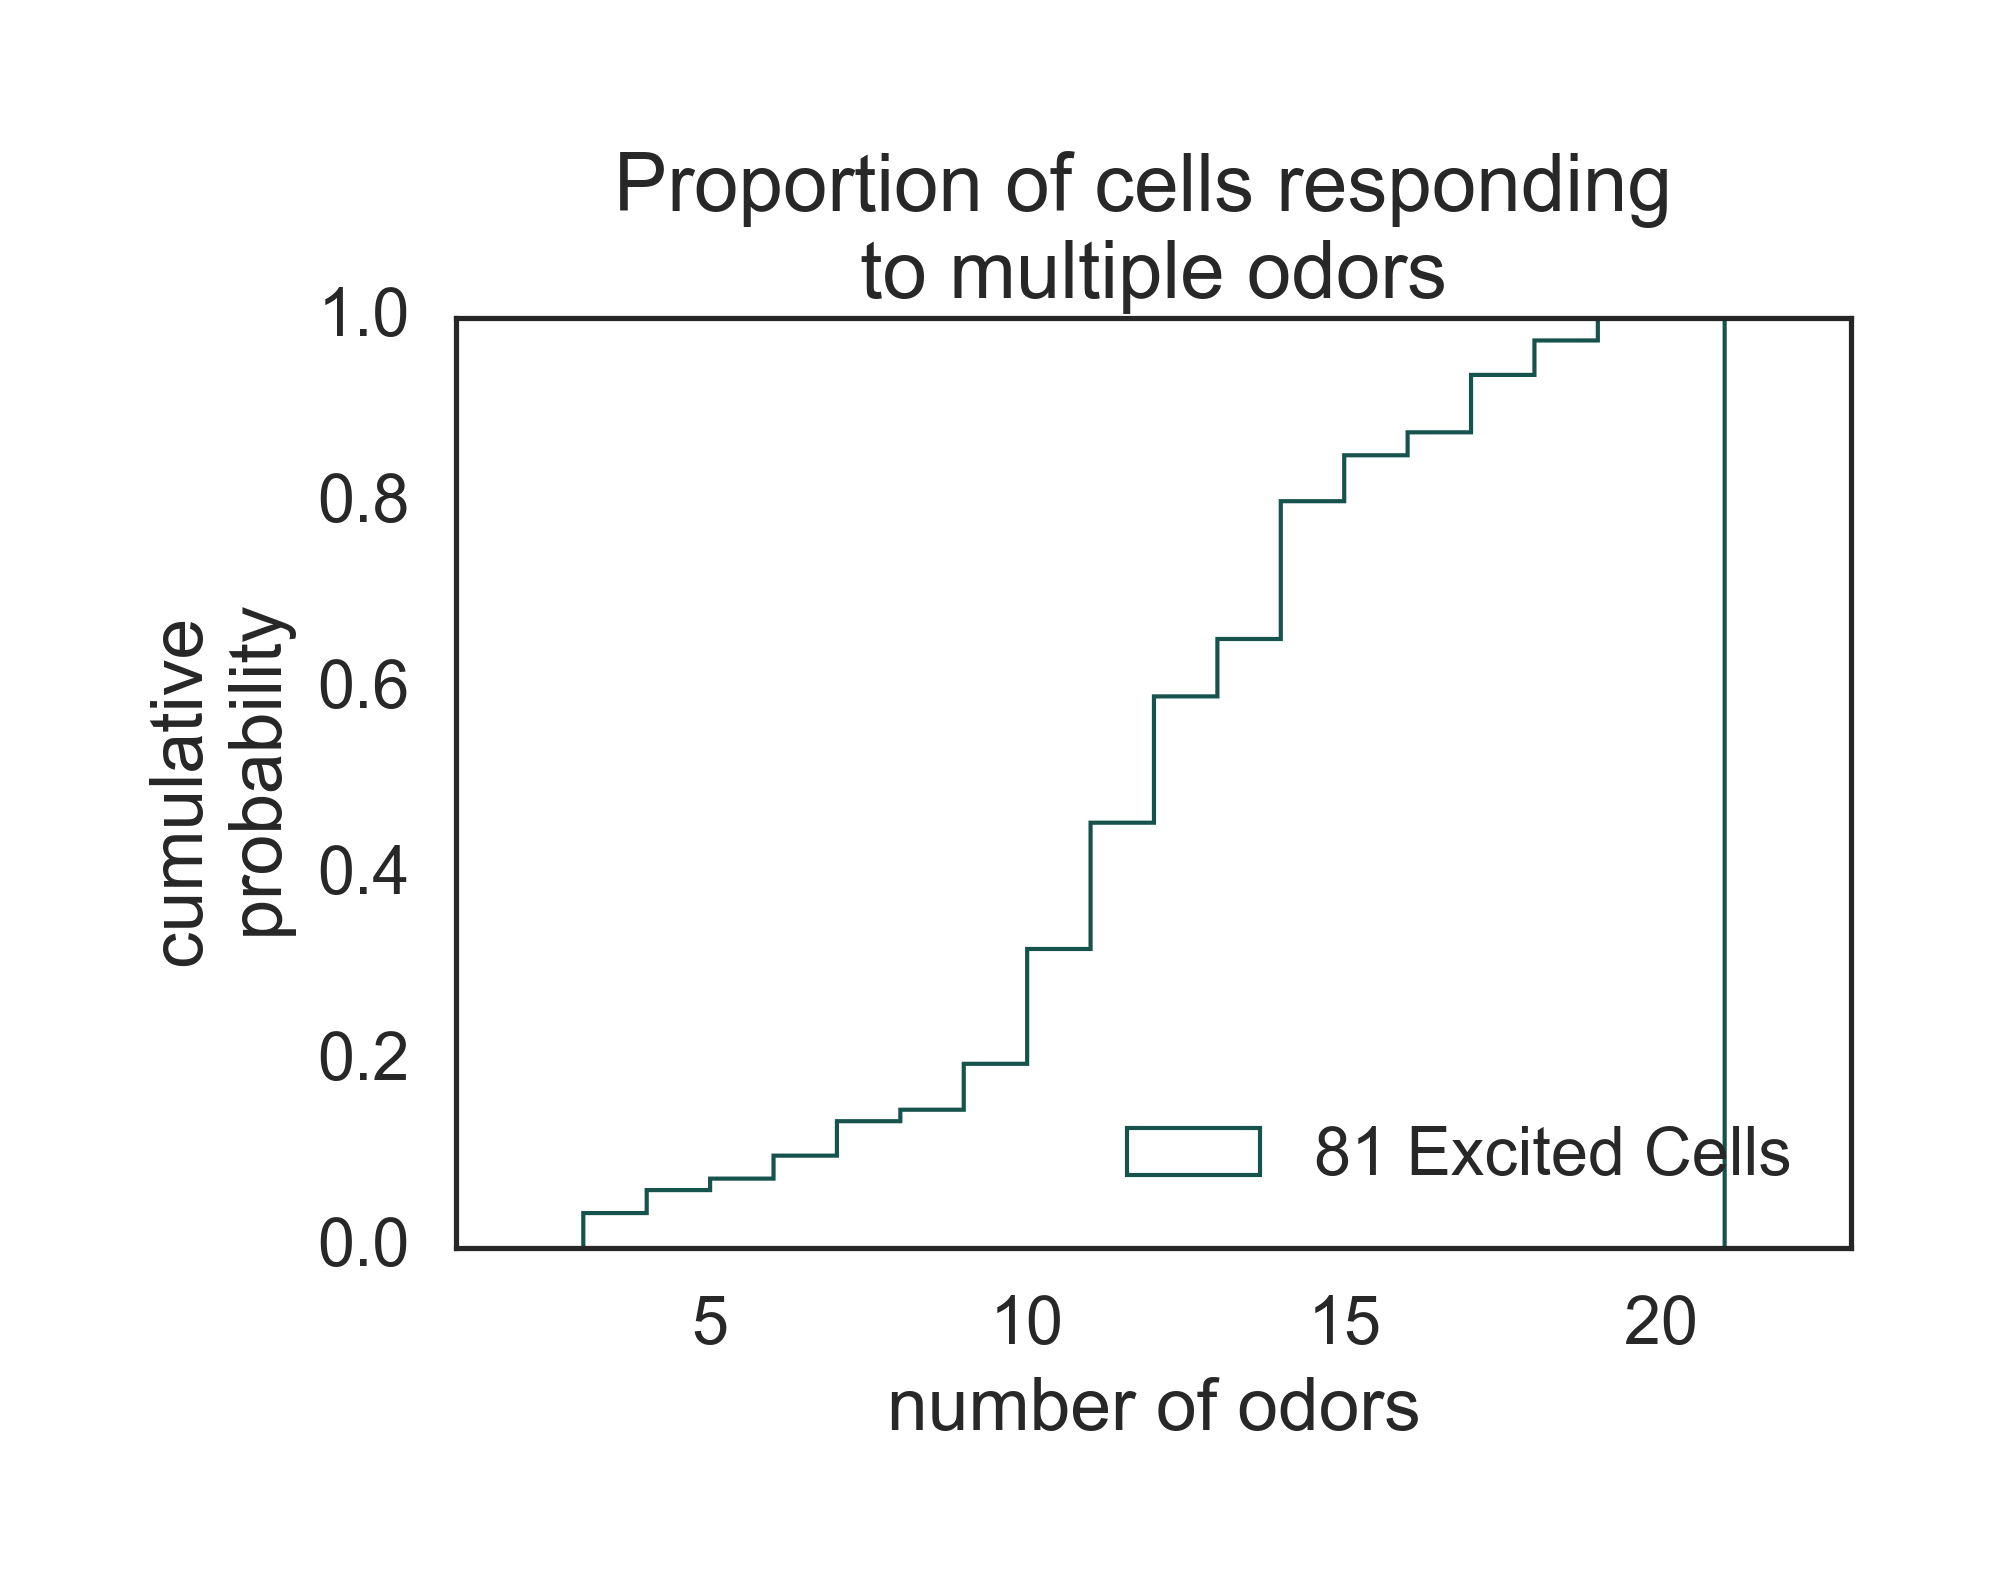 Proportion of cells responding
to multiple odors
1.0
0.8
0.6
0.4
0.2
0.0
cumulative
probability
81 Excited Cells
5 10 15 20
number of odors